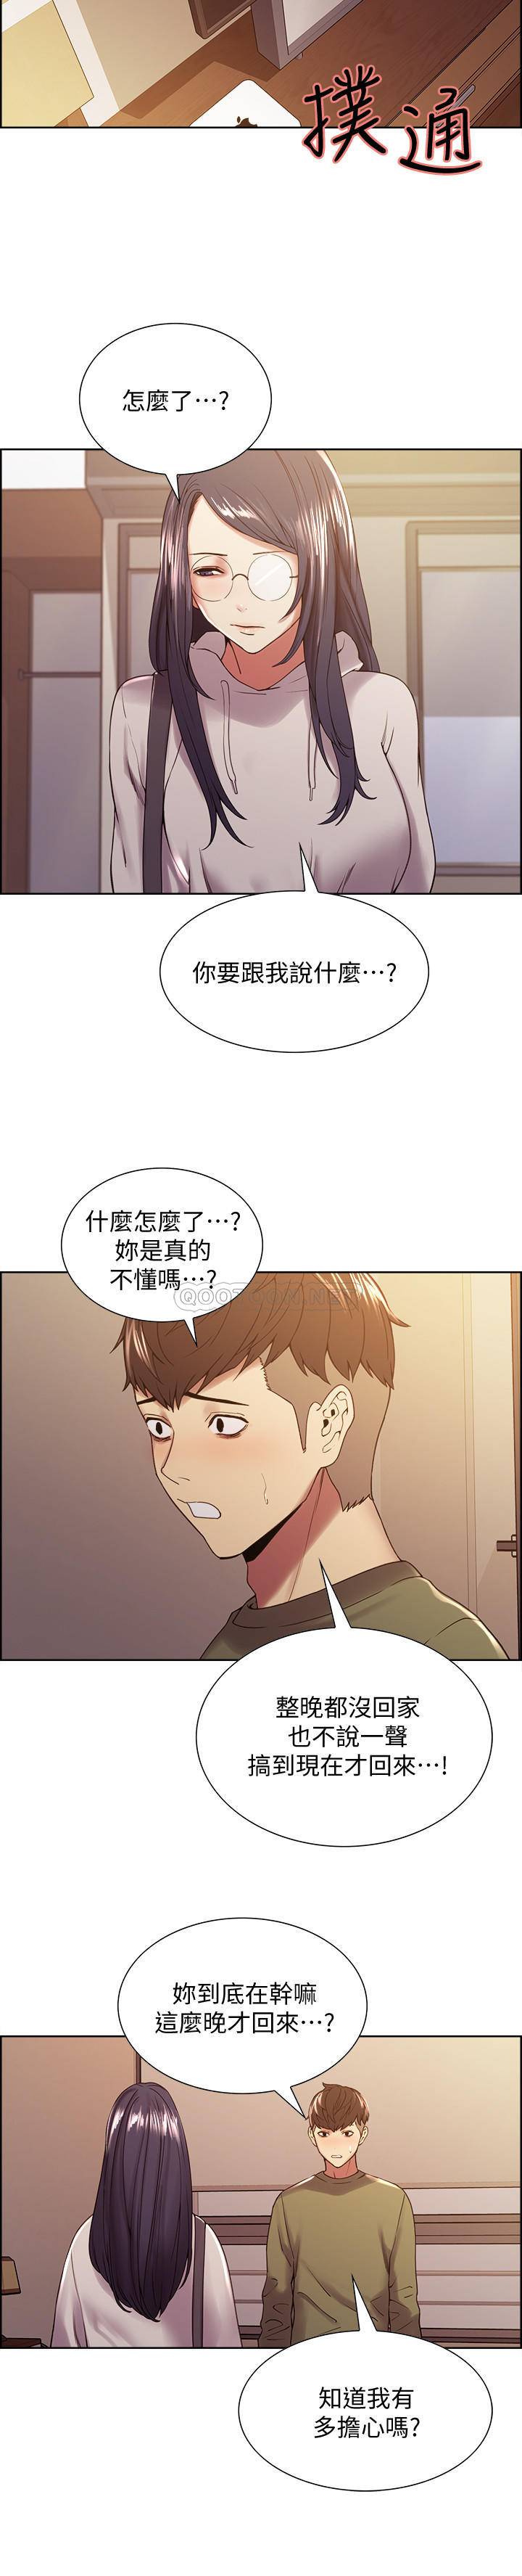 撲通
怎麼了⋯?
你要跟我說什麼⋯?
什麼怎麼了⋯?
妳是真的
不懂嗎⋯?
整晚都沒回家
也不說一聲
搞到現在才回來⋯!
妳到底在幹嘛
這麼晚才回來⋯?
知道我有
多擔心嗎?